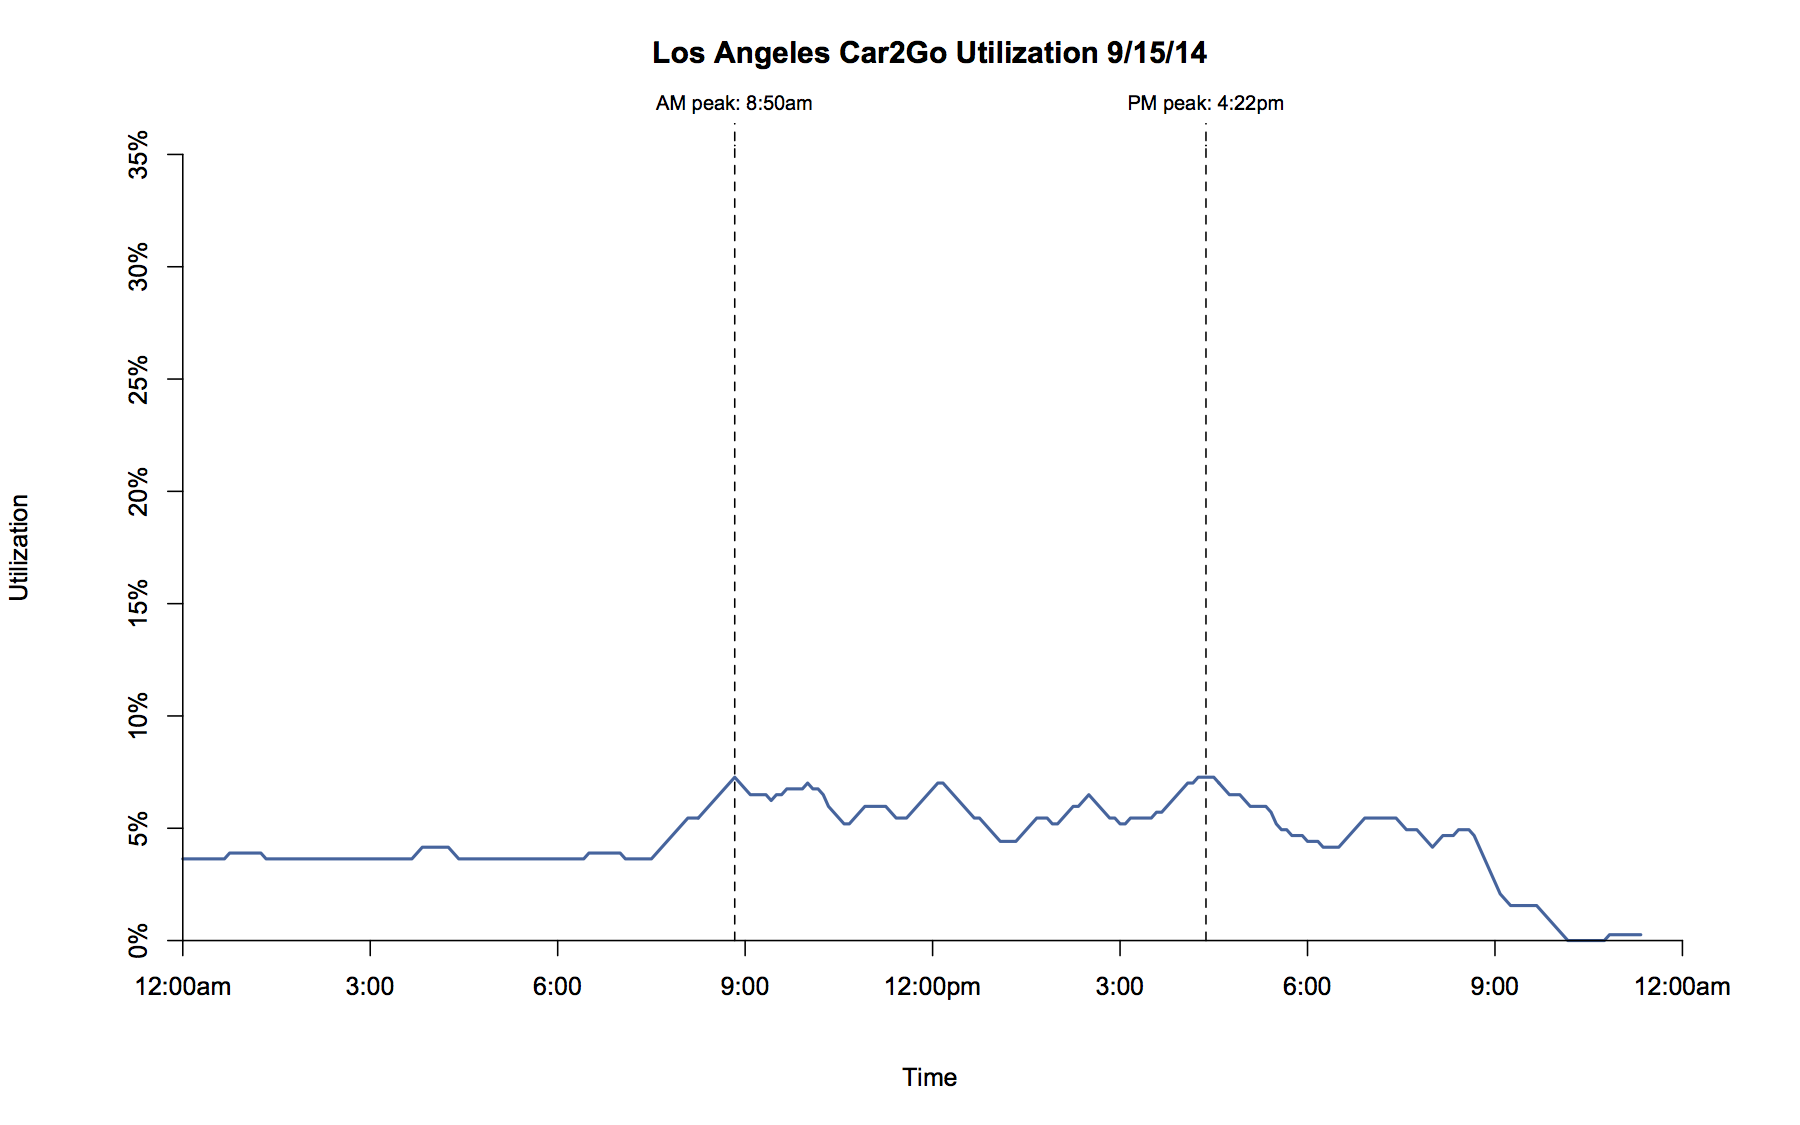 Los Angeles Car2Go Utilization 9/15/14
AM peak: 8:50am
PM peak: 4:22pm
35%
30%
25%
20%
15%
10%
5%
0%
Utilization
12:00am
3:00
6:00
9:00
12:00pm
3:00
6:00
9:00
12:00am
Time